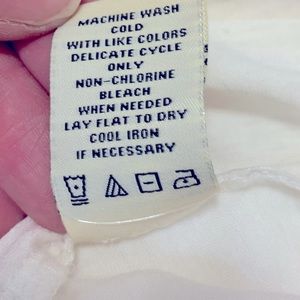 MACHINE WASH
COLD
WITH LIKE COLORS
DELICATE CYCLE
ONLY
NON-CHLORINE
BLEACH
WHEN NEEDED
LAY FLAT TO DRY
COOL IRON
IF NECESSARY